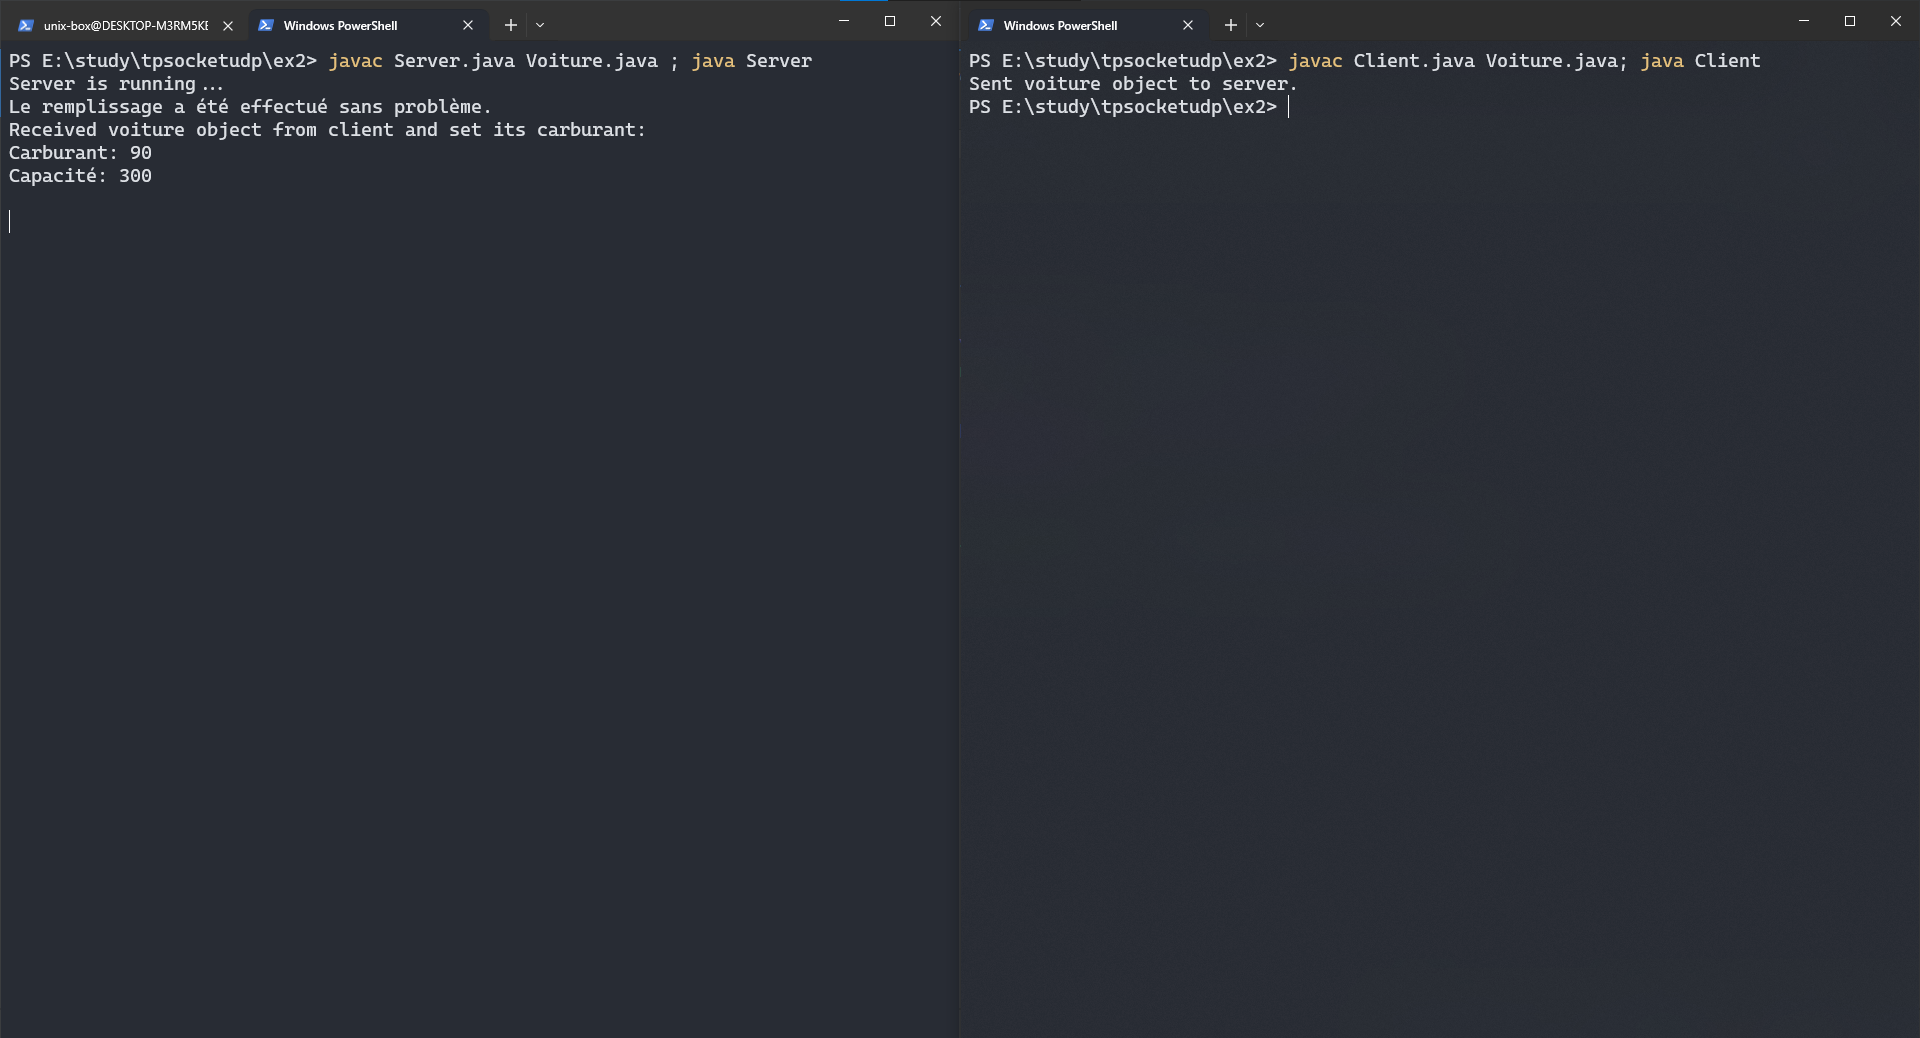 unix-box@DESKTOP-M3RM5KE
Windows PowerShell
PS E:\study\tpsocketudp\ex2> javac Server.java Voiture.java ; java Server
Server is running...
Le remplissage a été effectué sans problème.
Received voiture object from client and set its carburant:
Carburant: 90
Capacité: 300
Windows PowerShell
PS E:\study\tpsocketudp\ex2> javac Client.java Voiture.java; java Client
Sent voiture object to server.
PS E:\study\tpsocketudp\ex2>